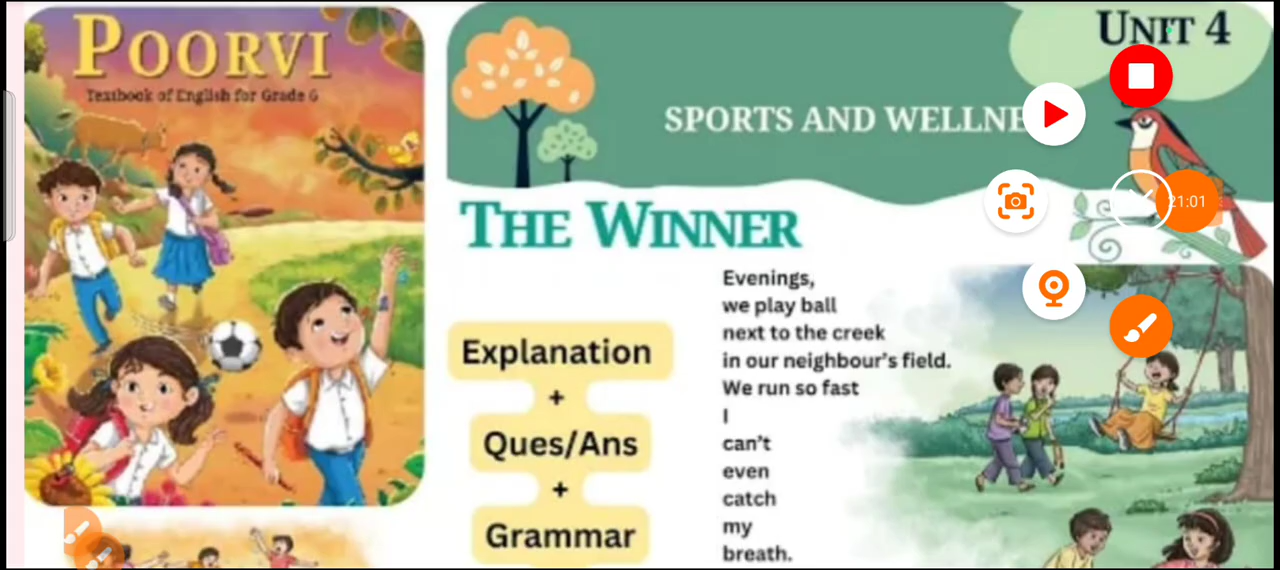 POORVI
Textbook of English for Grade 6
UNIT 4
SPORTS AND
THE WINNER
Explanation
+
Ques/Ans
+
Grammar
Evenings,
we play ball
next to the creek
in our neighbour's field.
We run so fast
I
can't
even
catch
my
breath.
21:01